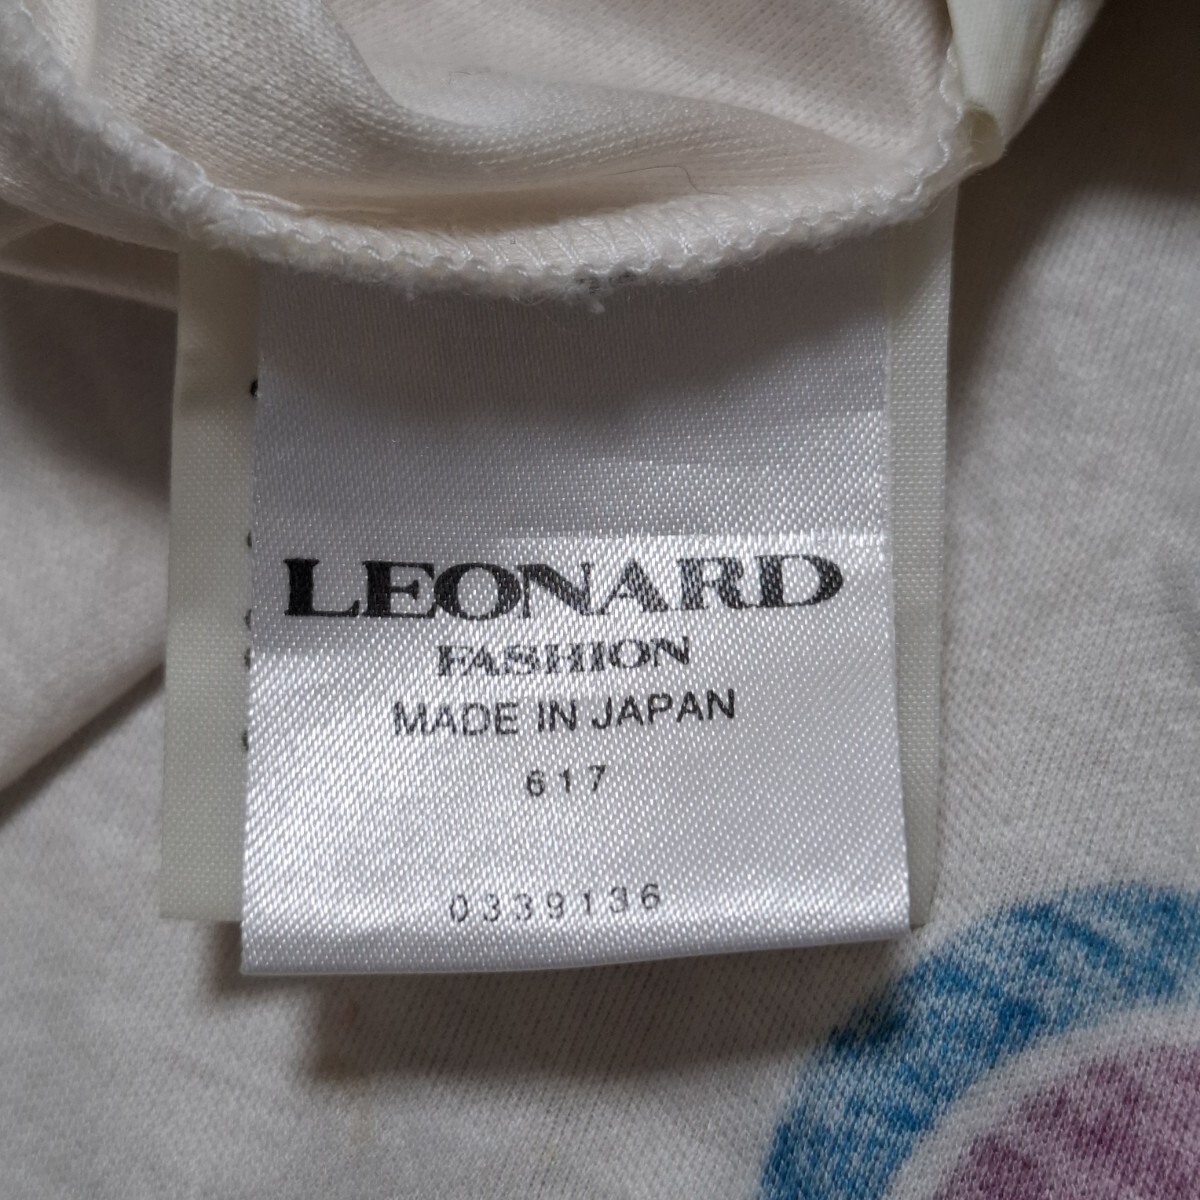 LEONARD
FASHION
MADE IN JAPAN
617
0339136